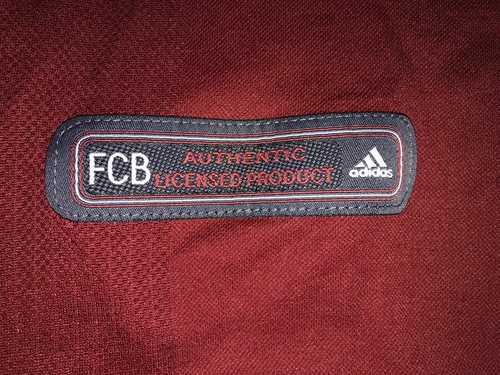 FCB
AUTHENTIC
LICENSED PRODUCT
adidas